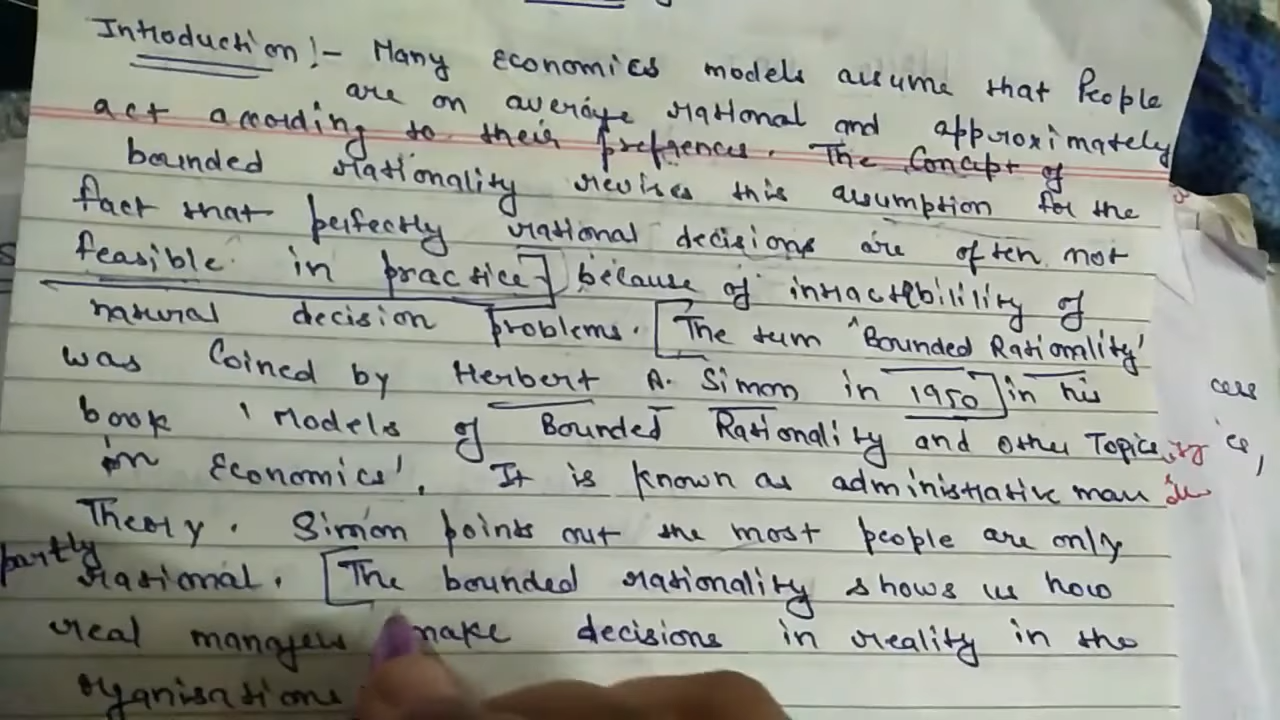 Introduction :- Many economics models assume that People
are on average rational and approximately
act according to their prefrences. The Concept of
bounded rationality revises this assumption for the
fact that perfectly rational decisions are often not
feasible in practice] because of intractibility of
natural decision problems. [The term 'Bounded Rationality'
was Coined by Herbert A. Simon in 1950] in his
book 'Models of Bounded Rationality and other Topics
in Economics'. It is known as administrative man
Theory. Simon points out the most people are only
partly rational. [The bounded rationality shows us how
real managers make decisions in reality in the
organisations